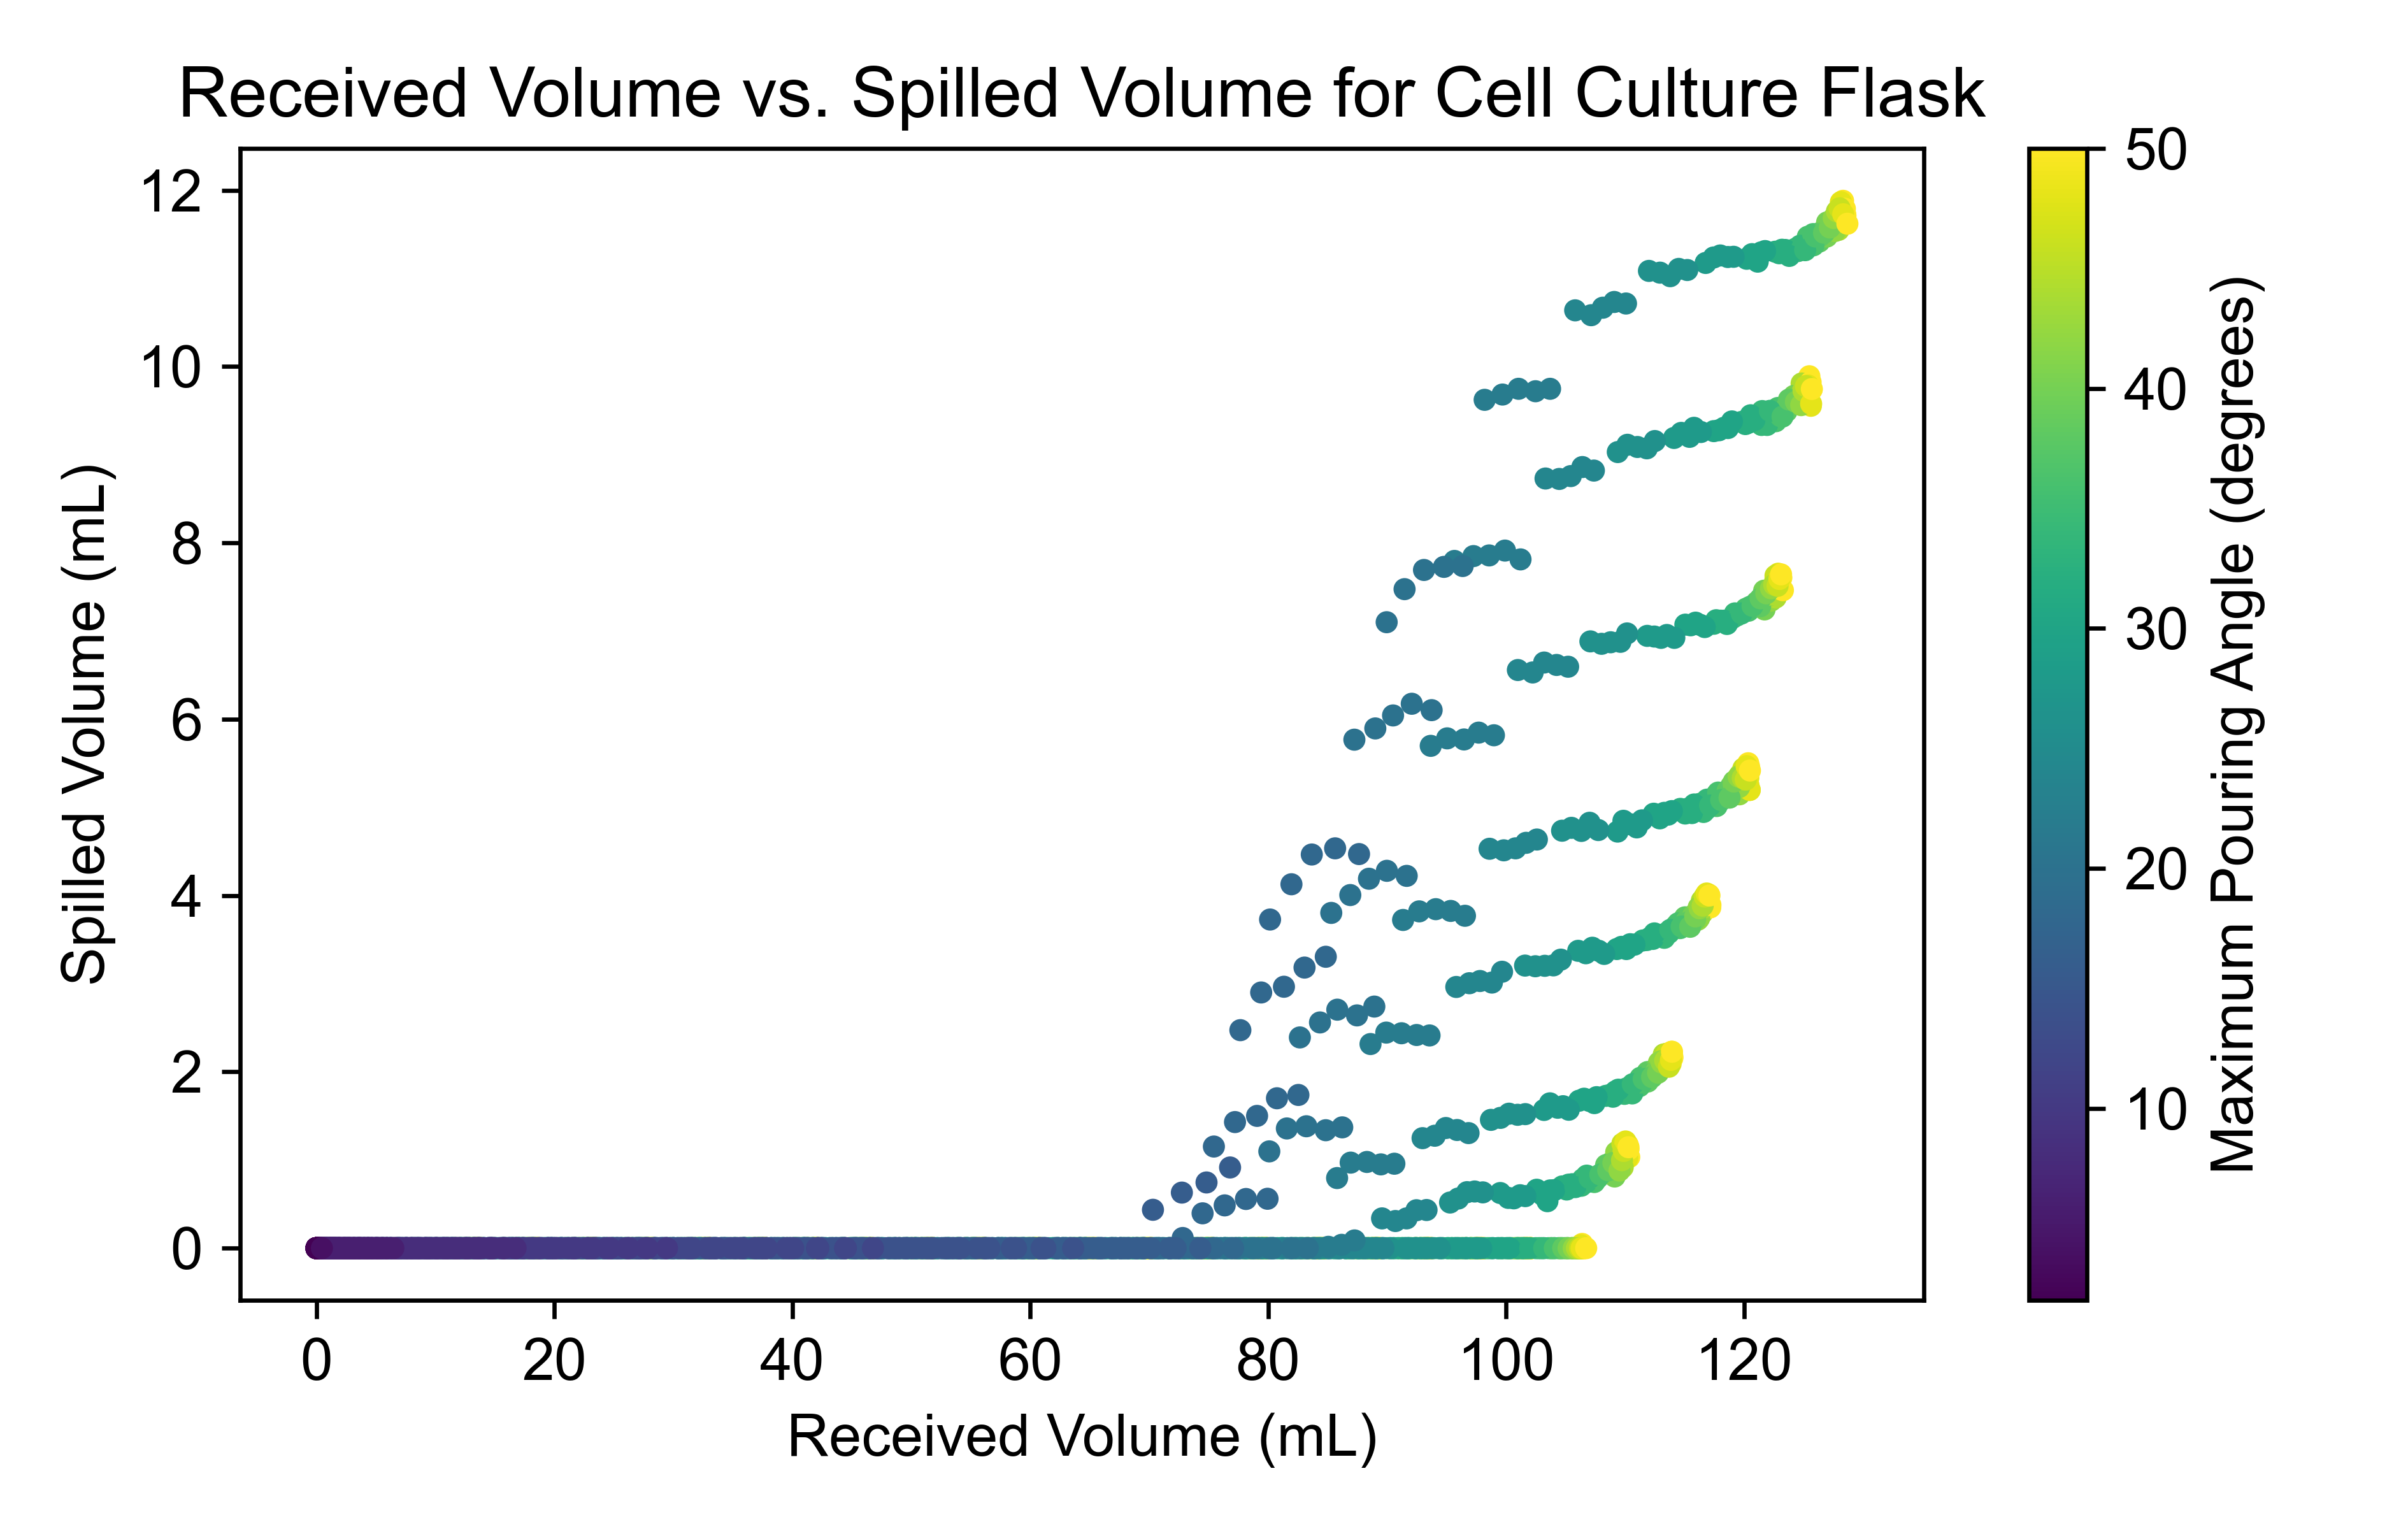 Received Volume vs. Spilled Volume for Cell Culture Flask
12
10
8
6
4
2
0
Spilled Volume (mL)
0 20 40 60 80 100 120
Received Volume (mL)
50
40
30
20
10
Maximum Pouring Angle (degrees)